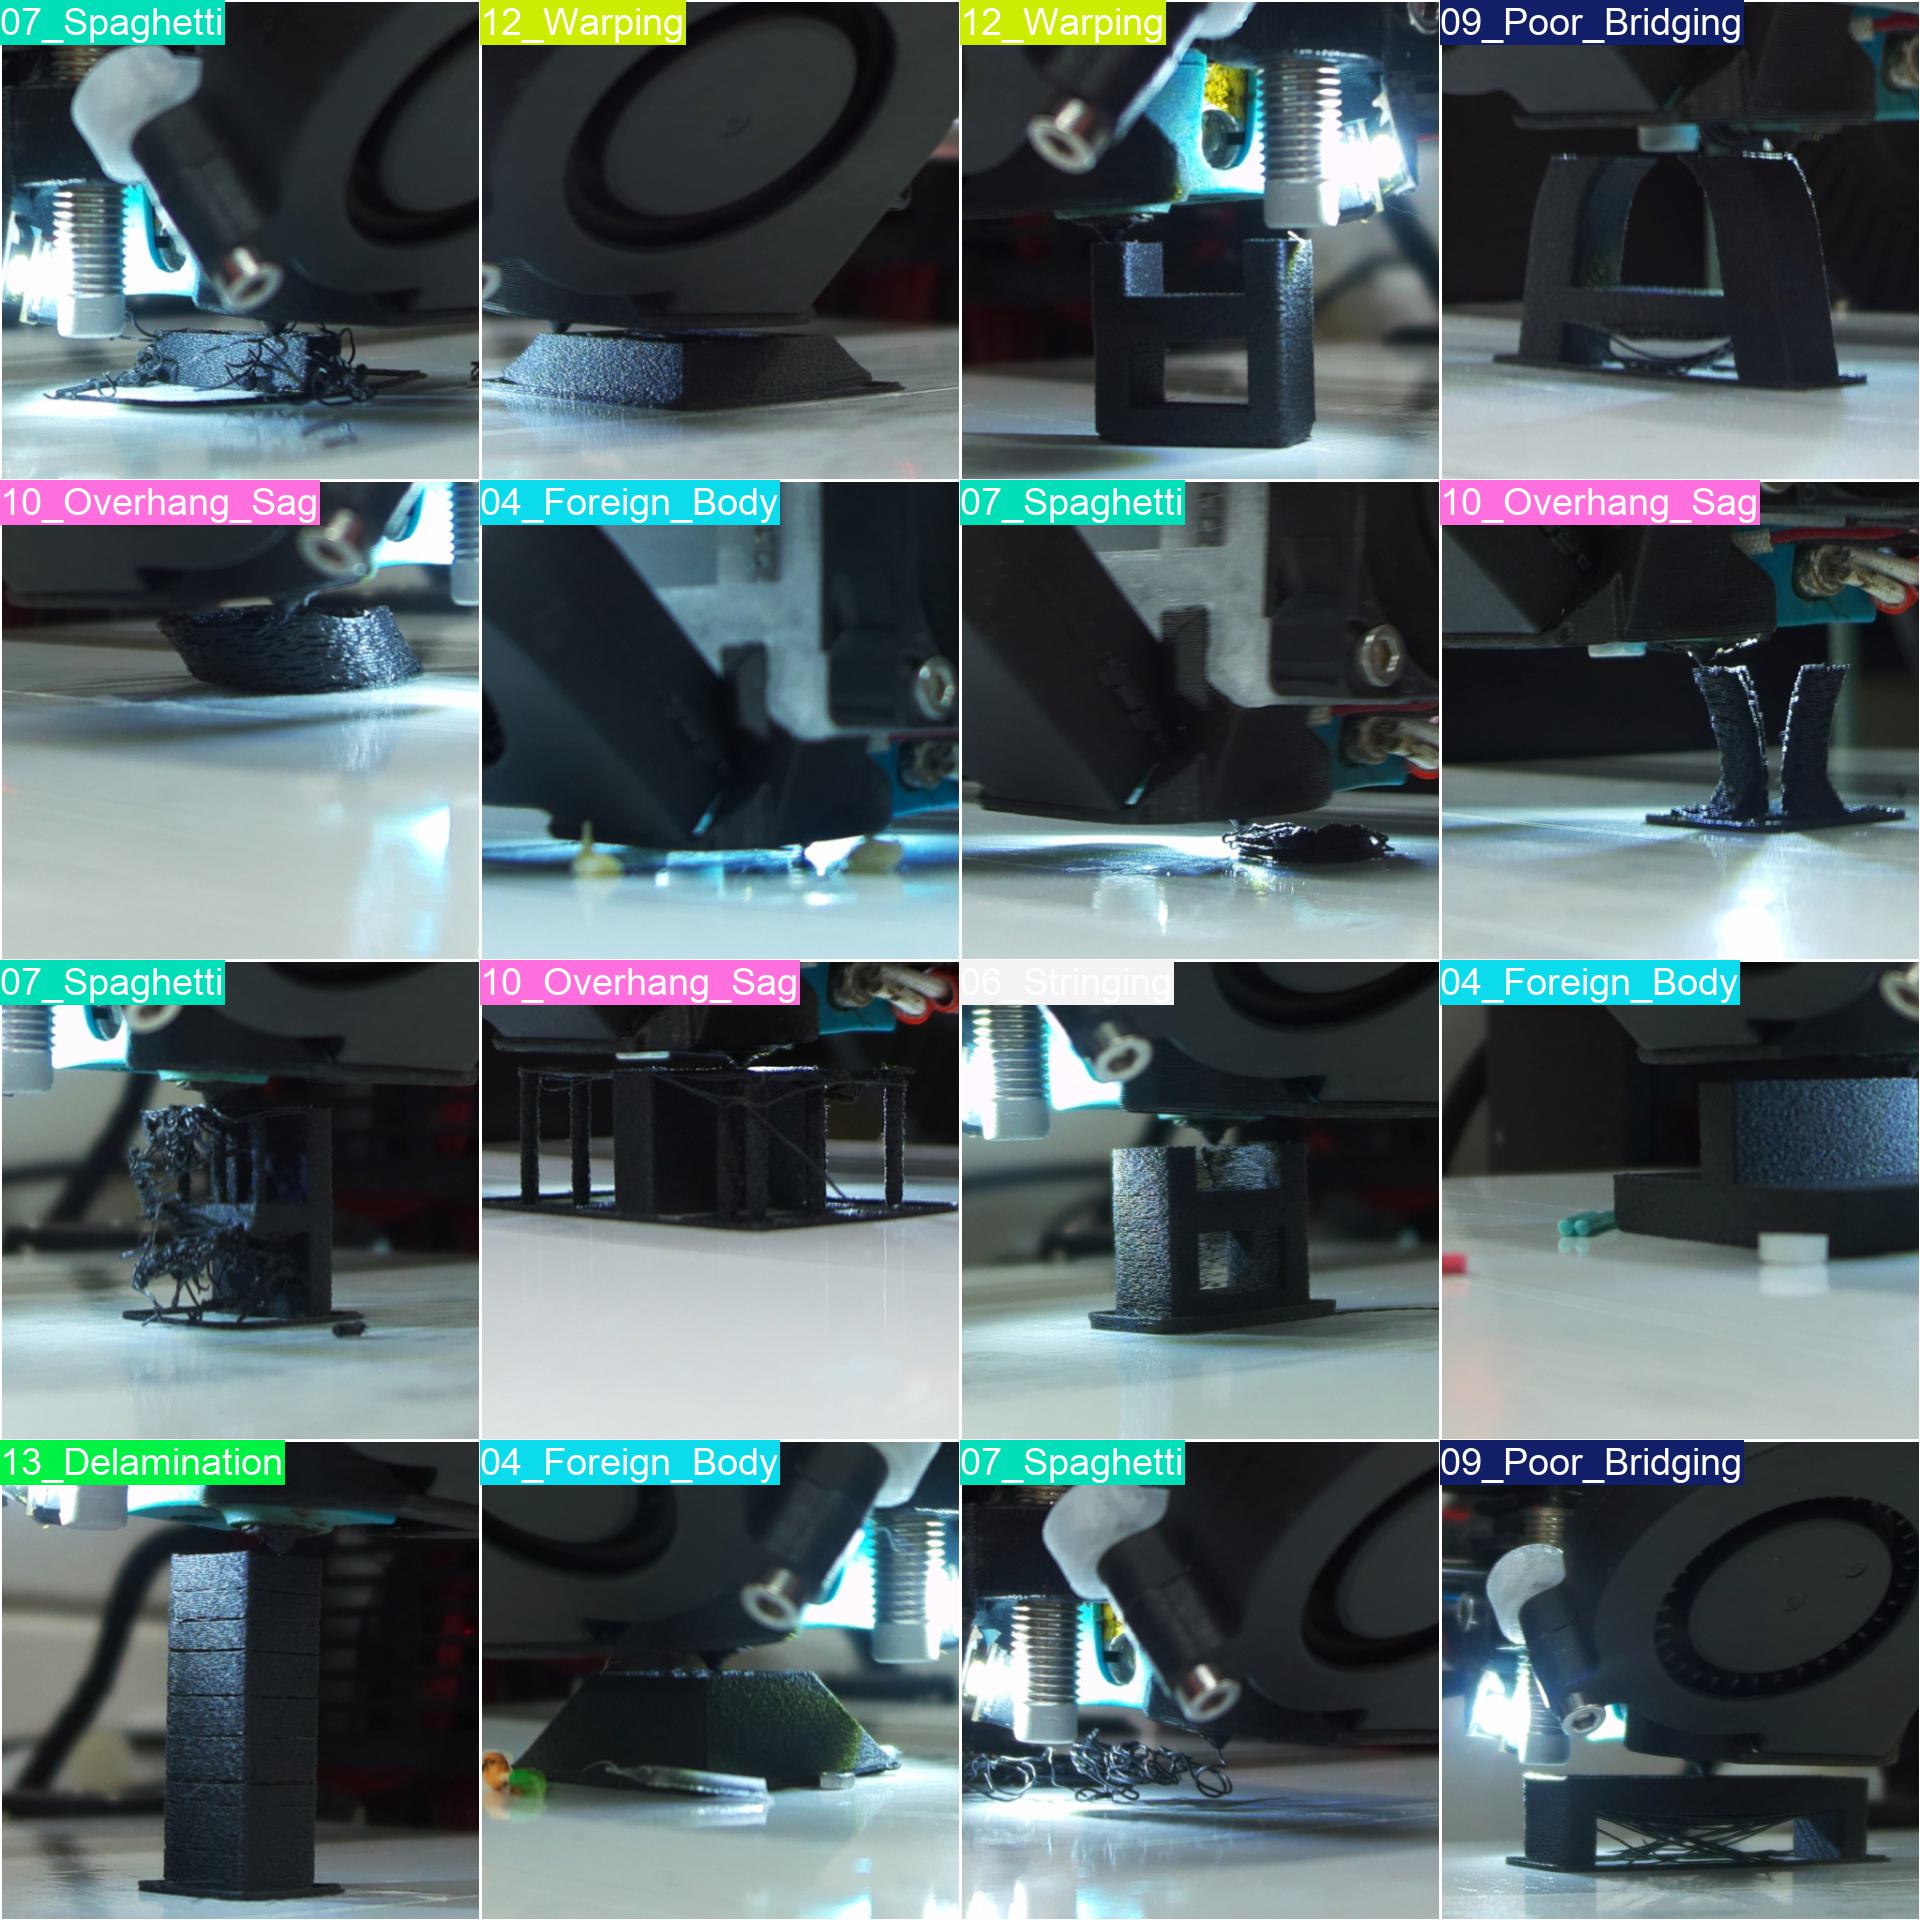 07_Spaghetti
12_Warping
12_Warping
09_Poor_Bridging
10_Overhang_Sag
04_Foreign_Body
07_Spaghetti
10_Overhang_Sag
07_Spaghetti
10_Overhang_Sag
06_Stringing
04_Foreign_Body
13_Delamination
04_Foreign_Body
07_Spaghetti
09_Poor_Bridging